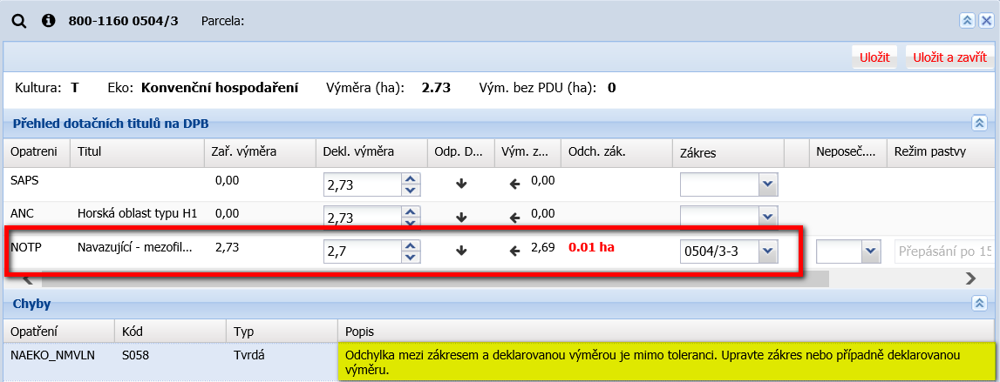 800-1160 0504/3 Parcela:
Uložit Uložit a zavřít
Kultura: T Eko: Konvenční hospodaření Výměra (ha): 2.73 Vým. bez PDU (ha): 0
Přehled dotačních titulů na DPB
Opatreni Titul Zař. výměra Dekl. výměra Odp. D... Vým. z... Odch. zák. Zákres Neposeč.... Režim pastvy
SAPS 0,00 2,73 0,00
ANC Horská oblast typu H1 0,00 2,73 0,00
NOTP Navazující - mezofil... 2,73 2,7 2,69 0.01 ha 0504/3-3 Přepásání po 15
Chyby
Opatření Kód Typ Popis
NAEKO_NMVLN S058 Tvrdá Odchylka mezi zákresem a deklarovanou výměrou je mimo toleranci. Upravte zákres nebo případně deklarovanou
výměru.